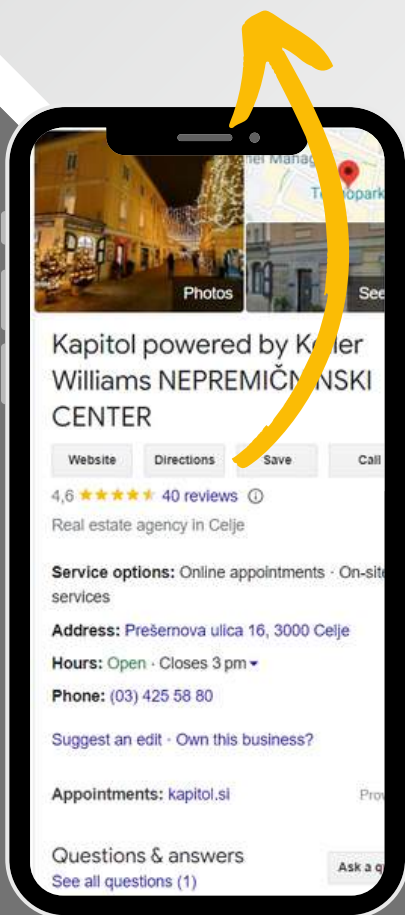 Photos
See
Kapitol powered by
Williams
CENTER
Website
Directions
Save
Call
4,6
40 reviews
Real estate agency in Celje
Service options: Online appointments · On-site
services
Address: Prešernova ulica 16, 3000 Celje
Hours: Open · Closes 3 pm
Phone: (03) 425 58 80
Suggest an edit · Own this business?
Appointments: kapitol.si
Questions & answers
Ask a
See all questions (1)